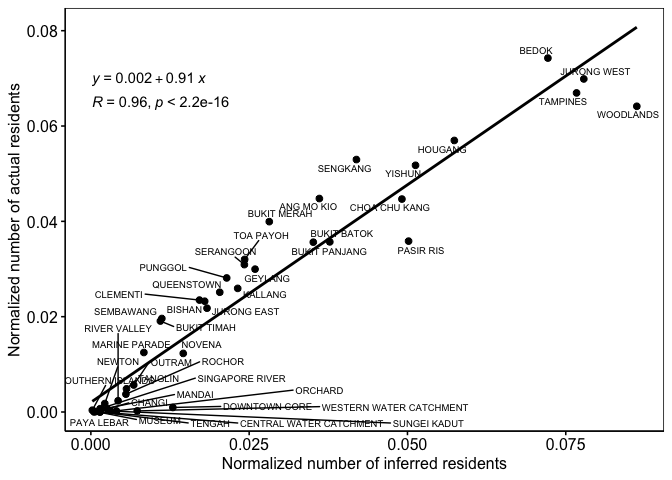 0.08
0.06
0.04
0.02
0.00
Normalized number of actual residents
y = 0.002 + 0.91 x
R = 0.96, p < 2.2e-16
BEDOK
JURONG WEST
TAMPINES
WOODLANDS
HOUGANG
SENGKANG
YISHUN
ANG MO KIO
CHOA CHU KANG
BUKIT MERAH
TOA PAYOH
BUKIT BATOK
SERANGOON
BUKIT PANJANG
PASIR RIS
PUNGGOL
GEYLANG
QUEENSTOWN
CLEMENTI
KALLANG
SEMBAWANG
BISHAN
JURONG EAST
RIVER VALLEY
BUKIT TIMAH
MARINE PARADE
NOVENA
NEWTON
OUTRAM
ROCHOR
OUTHERN ISLANDS
TANGLIN
SINGAPORE RIVER
MANDAI
ORCHARD
CHANGI
DOWNTOWN CORE
WESTERN WATER CATCHMENT
PAYA LEBAR
MUSEUM
TENGAH
CENTRAL WATER CATCHMENT
SUNGEI KADUT
0.000
0.025
0.050
0.075
Normalized number of inferred residents